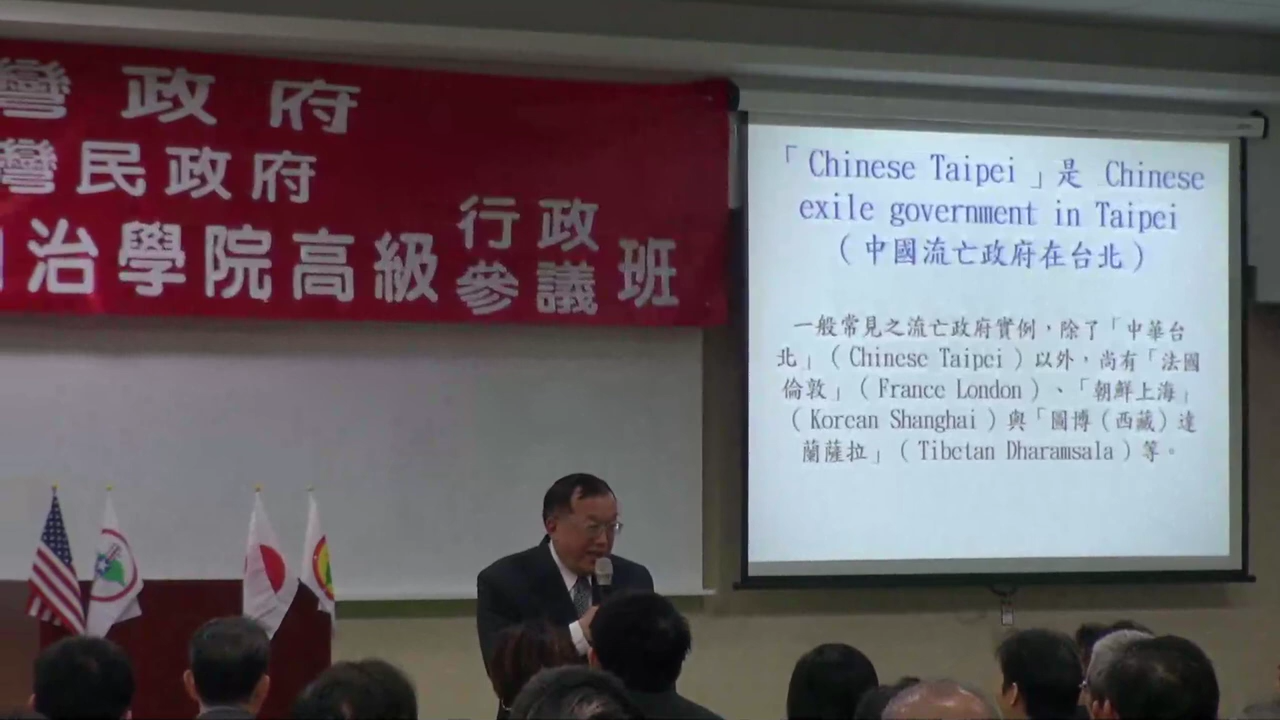 灣政府
灣民政府
治學院高級行政參議班
「Chinese Taipei」是 Chinese
exile government in Taipei
（中國流亡政府在台北）
一般常見之流亡政府實例，除了「中華台
北」（Chinese Taipei）以外，尚有「法國
倫敦」（France London）、「朝鮮上海」
（Korean Shanghai）與「圖博（西藏）達
蘭薩拉」（Tibetan Dharamsala）等。